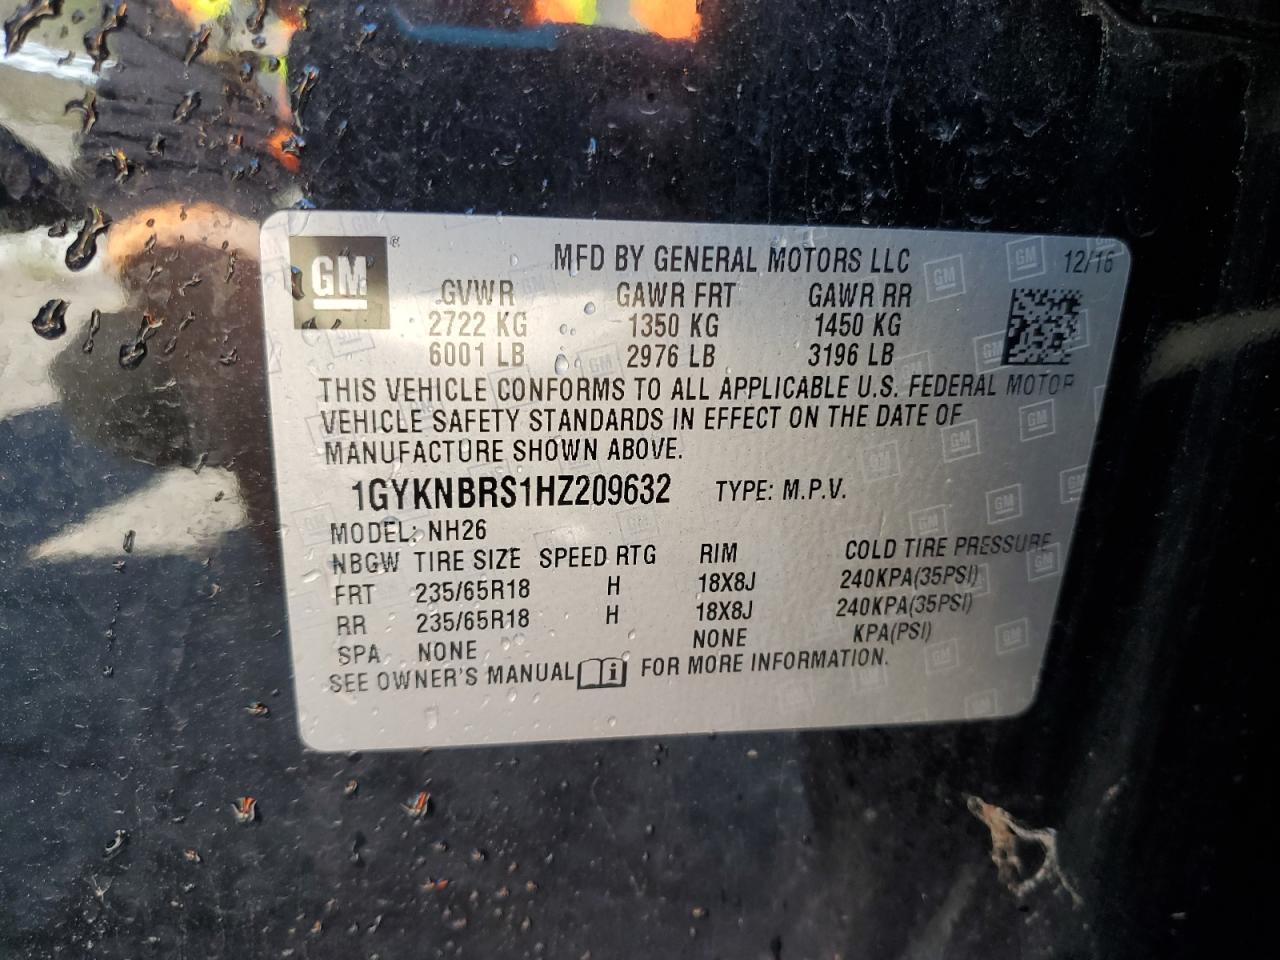 GM ®
MFD BY GENERAL MOTORS LLC 12/16
GVWR GAWR FRT GAWR RR
2722 KG 1350 KG 1450 KG
6001 LB 2976 LB 3196 LB
THIS VEHICLE CONFORMS TO ALL APPLICABLE U.S. FEDERAL MOTOR
VEHICLE SAFETY STANDARDS IN EFFECT ON THE DATE OF
MANUFACTURE SHOWN ABOVE.
1GYKNBRS1HZ209632 TYPE: M.P.V.
MODEL: NH26
NBGW TIRE SIZE SPEED RTG RIM COLD TIRE PRESSURE
FRT 235/65R18 H 18X8J 240KPA(35PSI)
RR 235/65R18 H 18X8J 240KPA(35PSI)
SPA NONE NONE KPA(PSI)
SEE OWNER'S MANUAL i FOR MORE INFORMATION.